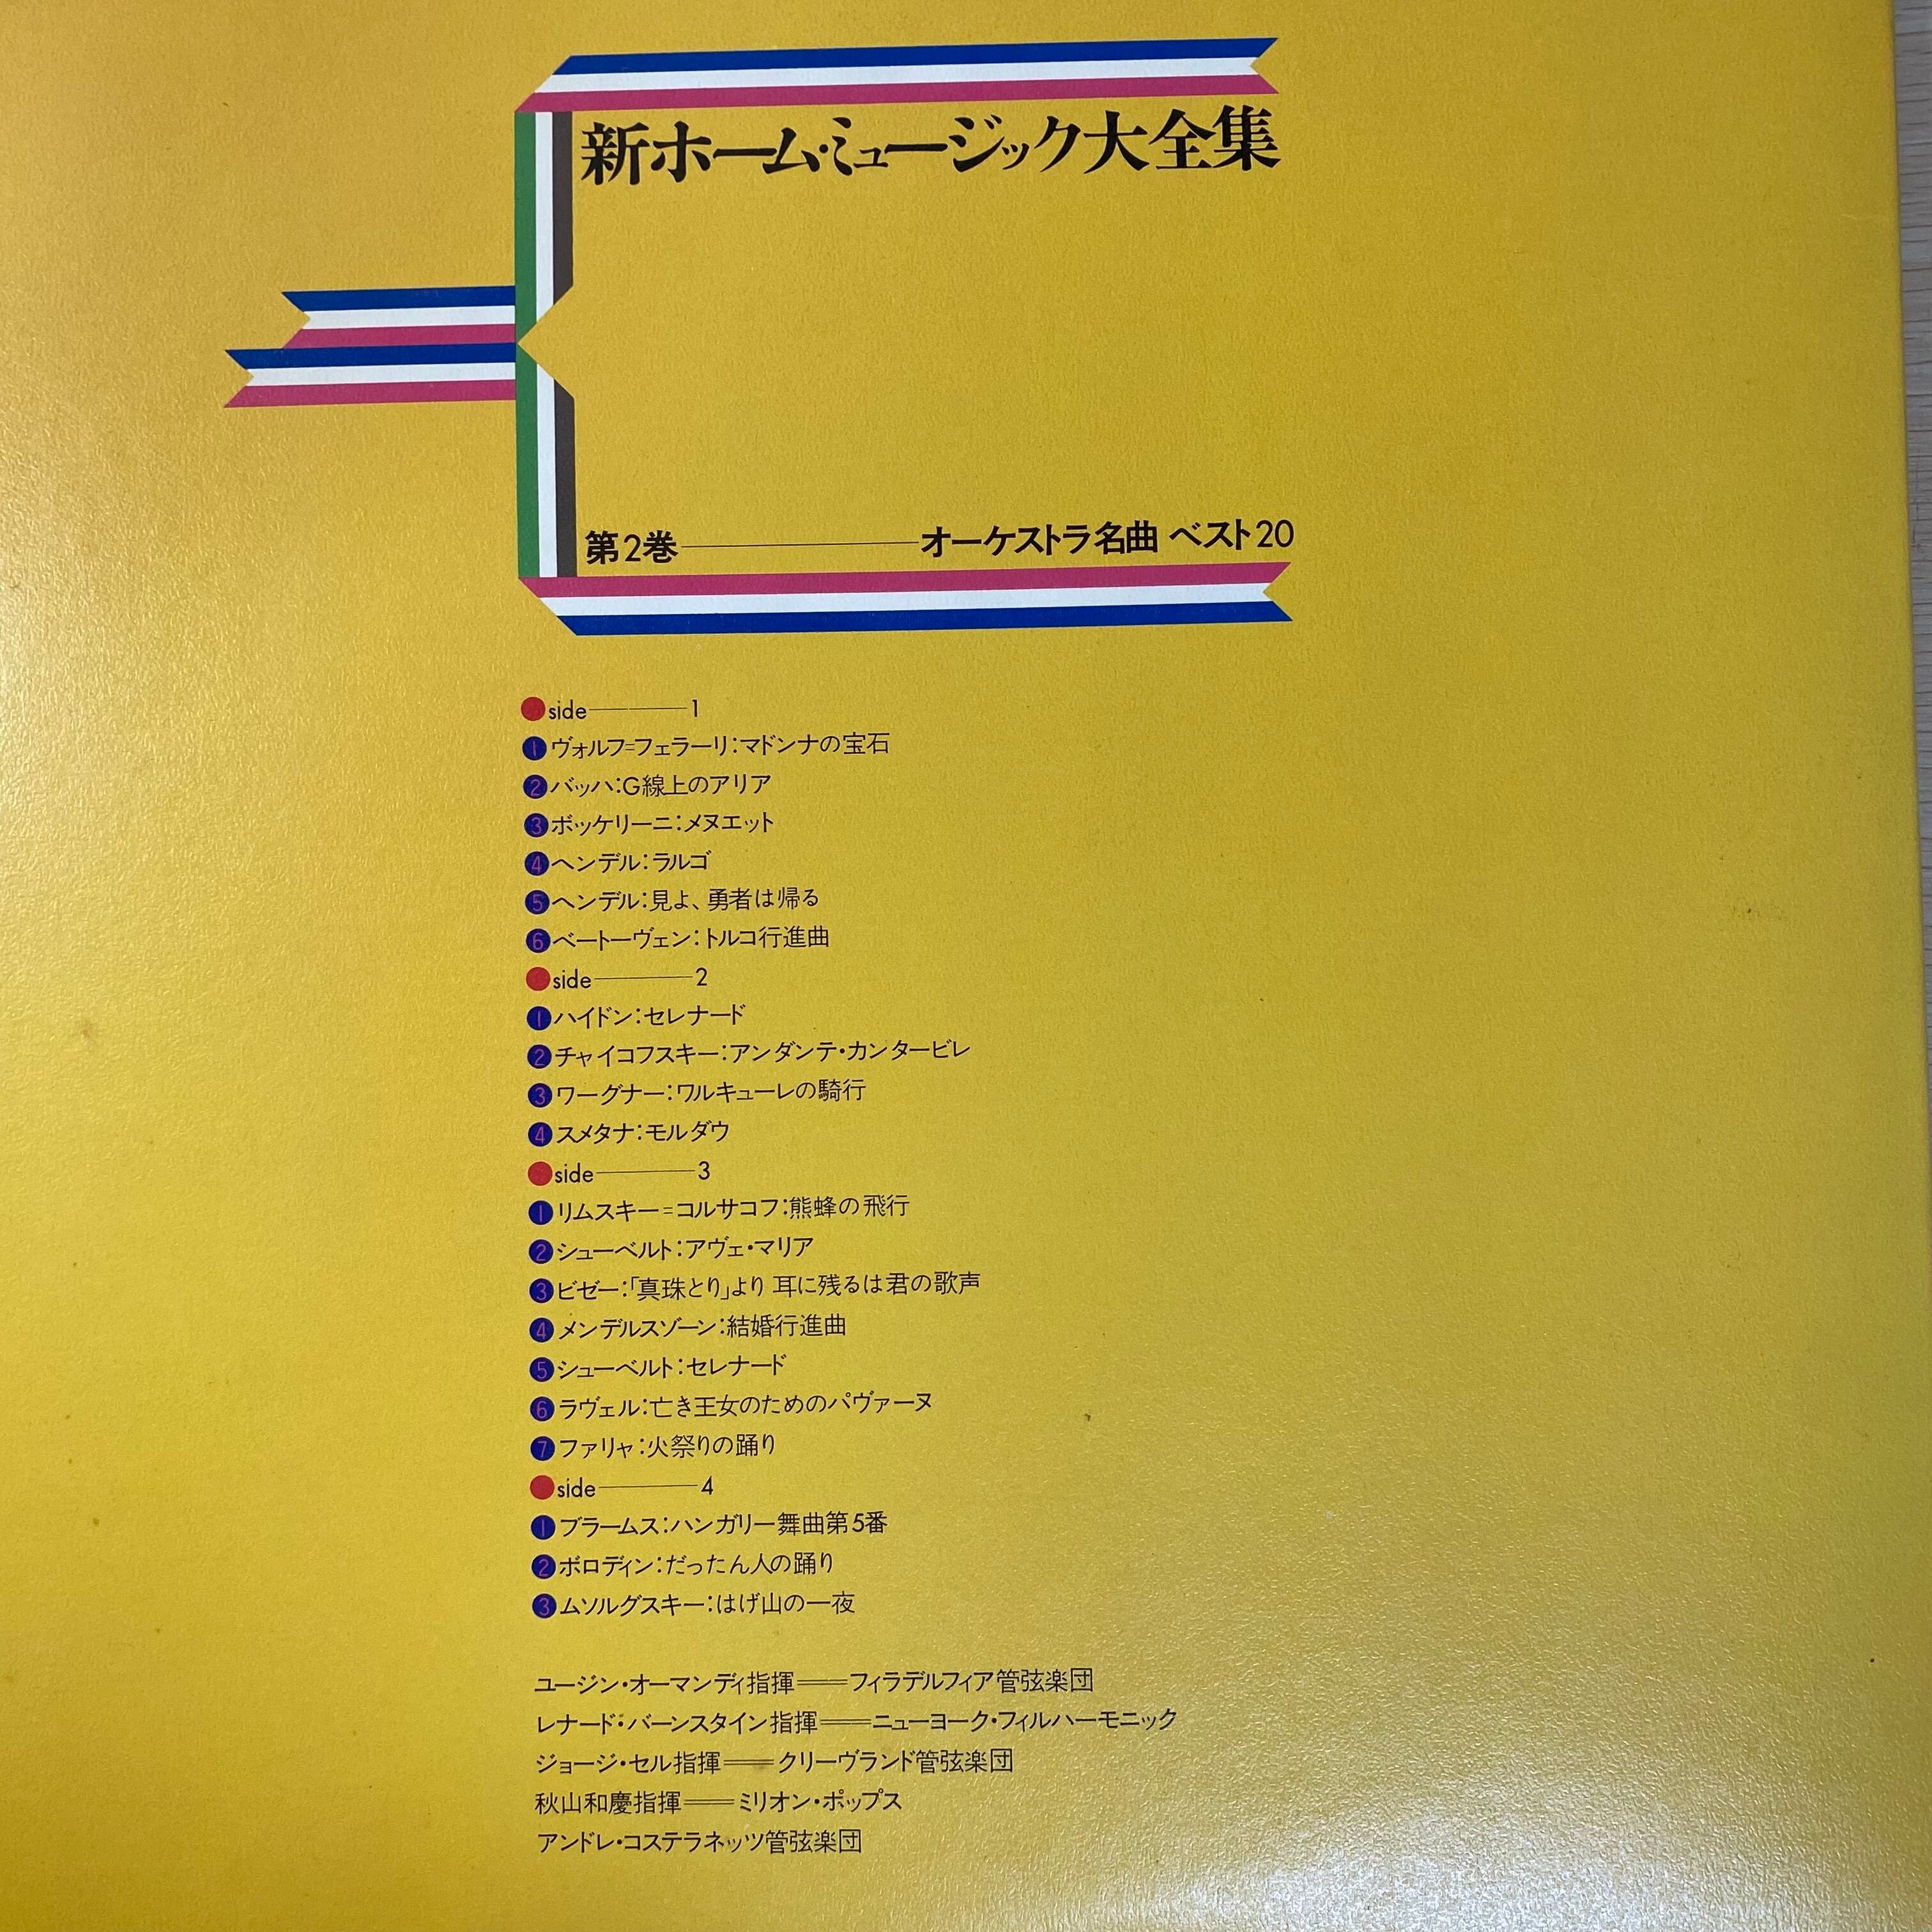 新ホーム・ミュージック大全集
第2巻————オーケストラ名曲 ベスト20
●side——1
❶ヴォルフ=フェラーリ:マドンナの宝石
❷バッハ:G線上のアリア
❸ボッケリーニ:メヌエット
❹ヘンデル:ラルゴ
❺ヘンデル:見よ、勇者は帰る
❻ベートーヴェン:トルコ行進曲
●side——2
❶ハイドン:セレナード
❷チャイコフスキー:アンダンテ・カンタービレ
❸ワーグナー:ワルキューレの騎行
❹スメタナ:モルダウ
●side——3
❶リムスキー=コルサコフ:熊蜂の飛行
❷シューベルト:アヴェ・マリア
❸ビゼー:「真珠とり」より 耳に残るは君の歌声
❹メンデルスゾーン:結婚行進曲
❺シューベルト:セレナード
❻ラヴェル:亡き王女のためのパヴァーヌ
❼ファリャ:火祭りの踊り
●side——4
❶ブラームス:ハンガリー舞曲第5番
❷ボロディン:だったん人の踊り
❸ムソルグスキー:はげ山の一夜
ユージン・オーマンディ指揮══フィラデルフィア管弦楽団
レナード・バーンスタイン指揮══ニューヨーク・フィルハーモニック
ジョージ・セル指揮══クリーヴランド管弦楽団
秋山和慶指揮══ミリオン・ポップス
アンドレ・コステラネッツ管弦楽団